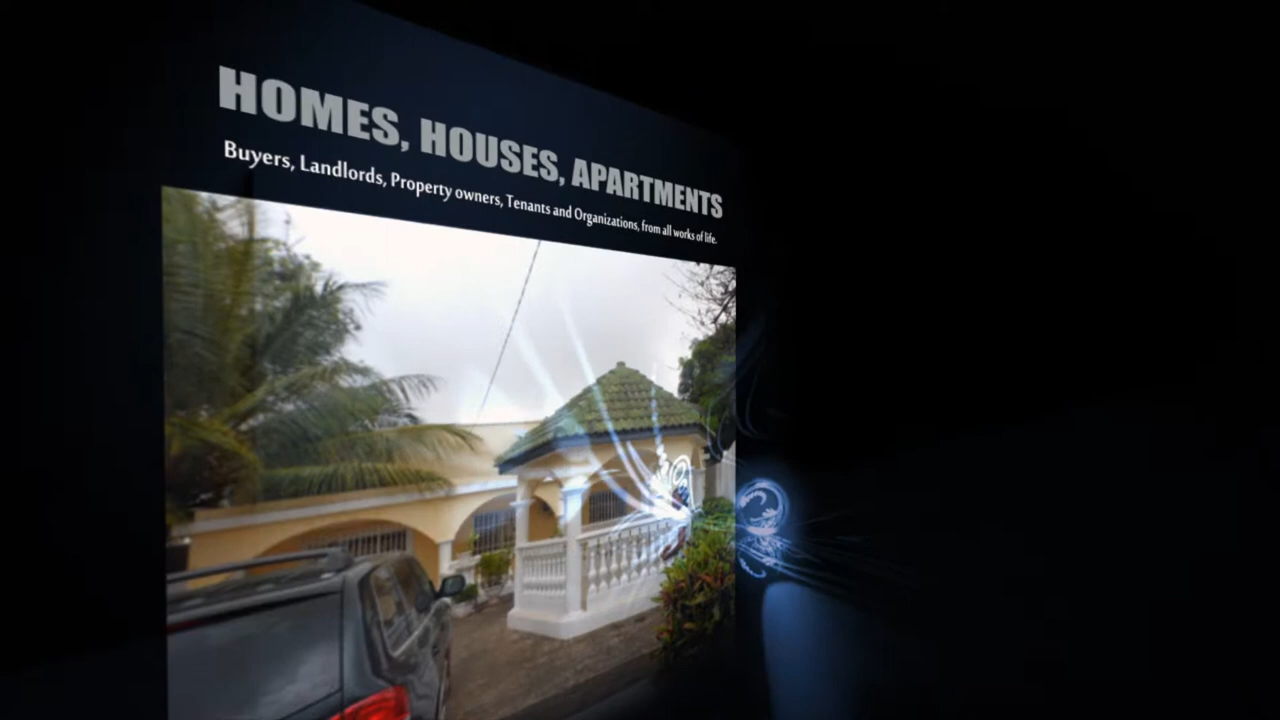 HOMES, HOUSES, APARTMENTS
Buyers, Landlords, Property owners, Tenants and Organizations, from all works of life.